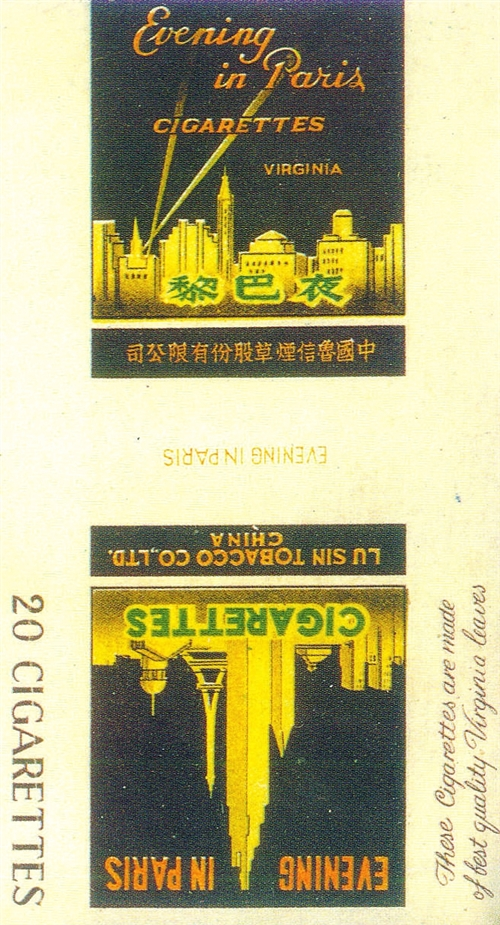 Evening
in Paris
CIGARETTES
VIRGINIA
夜巴黎
中國魯信煙草股份有限公司
EVENING IN PARIS
EVENING IN PARIS
CIGARETTES
LU SIN TOBACCO CO.,LTD.
CHINA
20 CIGARETTES
These Cigarettes are made
of best quality Virginia leaves